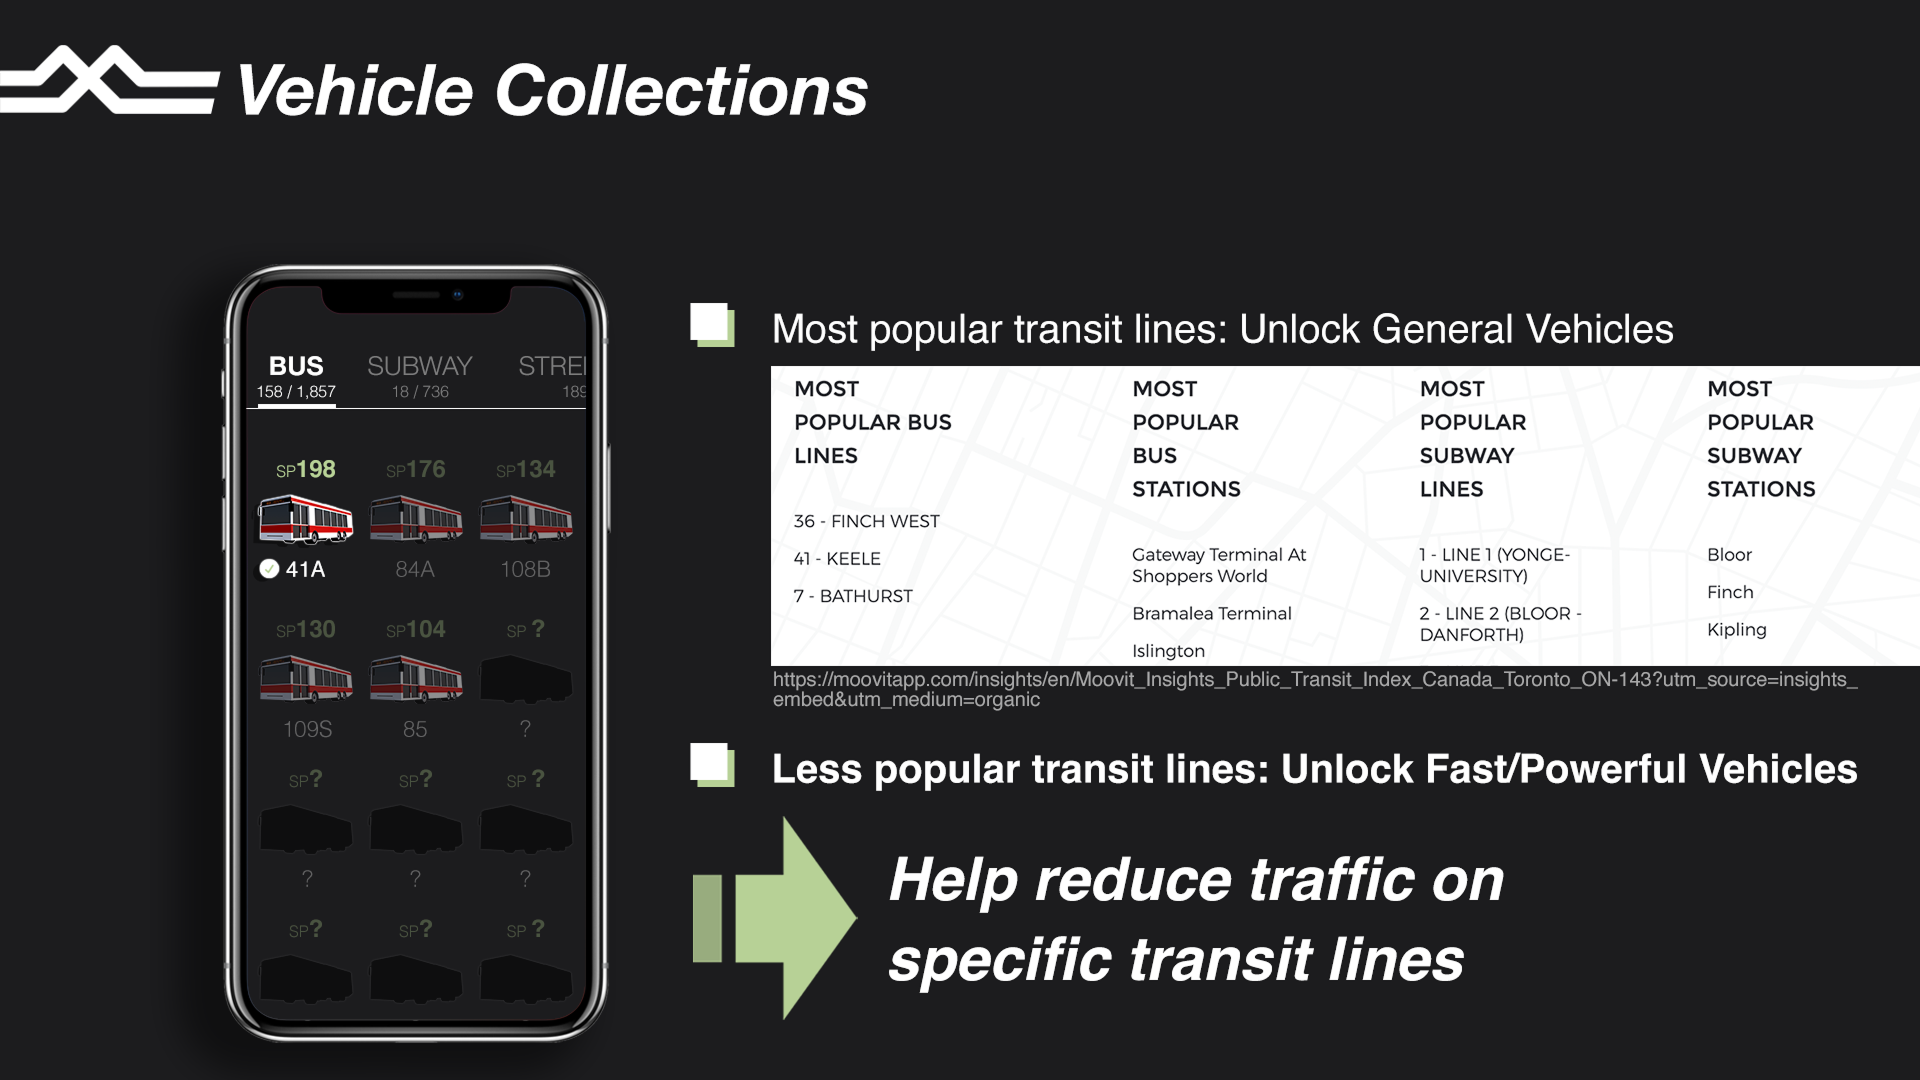 Vehicle Collections
BUS SUBWAY STREE
158 / 1,857 18 / 736 189
SP198 SP176 SP134
41A 84A 108B
SP130 SP104 SP ?
109S 85 ?
SP? SP? SP ?
? ? ?
SP? SP? SP ?
Most popular transit lines: Unlock General Vehicles
MOST
POPULAR BUS
LINES
36 - FINCH WEST
41 - KEELE
7 - BATHURST
MOST
POPULAR
BUS
STATIONS
Gateway Terminal At
Shoppers World
Bramalea Terminal
Islington
MOST
POPULAR
SUBWAY
LINES
1 - LINE 1 (YONGE-
UNIVERSITY)
2 - LINE 2 (BLOOR -
DANFORTH)
MOST
POPULAR
SUBWAY
STATIONS
Bloor
Finch
Kipling
https://moovitapp.com/insights/en/Moovit_Insights_Public_Transit_Index_Canada_Toronto_ON-143?utm_source=insights_
embed&utm_medium=organic
Less popular transit lines: Unlock Fast/Powerful Vehicles
Help reduce traffic on
specific transit lines